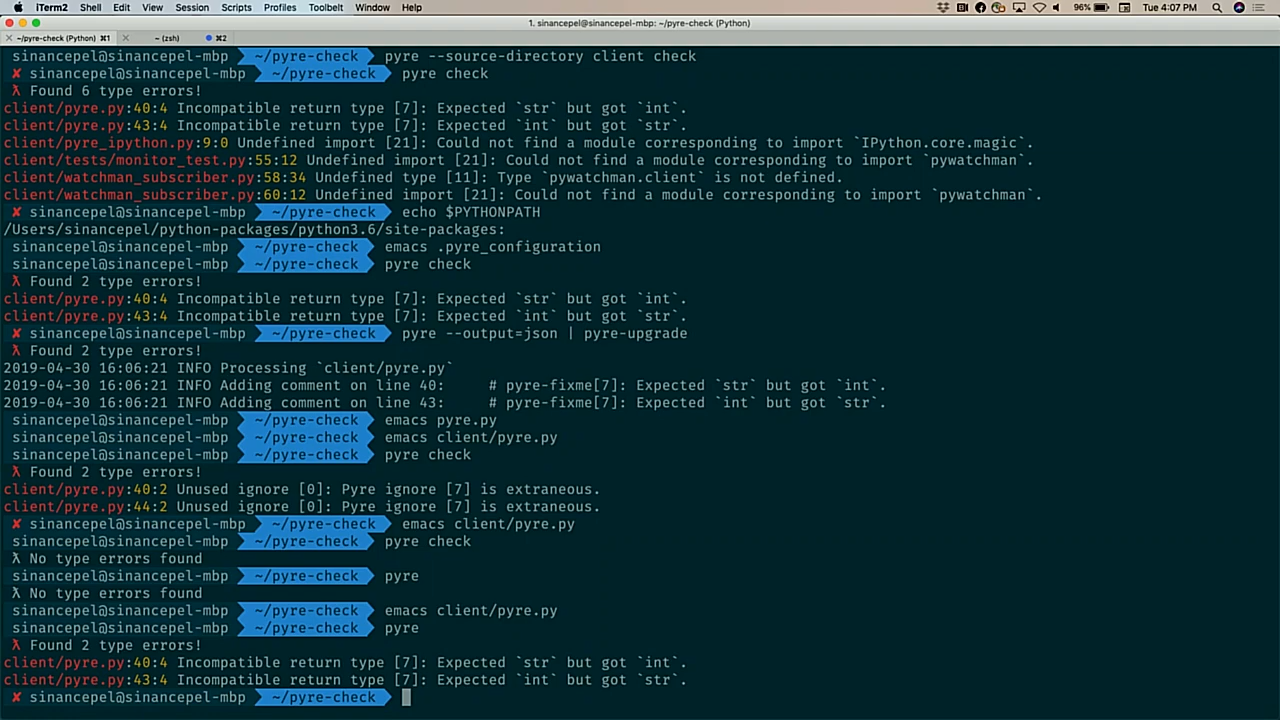 iTerm2 Shell Edit View Session Scripts Profiles Toolbelt Window Help 96% Tue 4:07 PM
1. sinancepel@sinancepel-mbp: ~/pyre-check (Python)
~/pyre-check (Python) ⌘1 ~ (zsh) ⌘2
sinancepel@sinancepel-mbp ~/pyre-check pyre --source-directory client check
✘ sinancepel@sinancepel-mbp ~/pyre-check pyre check
ƛ Found 6 type errors!
client/pyre.py:40:4 Incompatible return type [7]: Expected `str` but got `int`.
client/pyre.py:43:4 Incompatible return type [7]: Expected `int` but got `str`.
client/pyre_ipython.py:9:0 Undefined import [21]: Could not find a module corresponding to import `IPython.core.magic`.
client/tests/monitor_test.py:55:12 Undefined import [21]: Could not find a module corresponding to import `pywatchman`.
client/watchman_subscriber.py:58:34 Undefined type [11]: Type `pywatchman.client` is not defined.
client/watchman_subscriber.py:60:12 Undefined import [21]: Could not find a module corresponding to import `pywatchman`.
✘ sinancepel@sinancepel-mbp ~/pyre-check echo $PYTHONPATH
/Users/sinancepel/python-packages/python3.6/site-packages:
sinancepel@sinancepel-mbp ~/pyre-check emacs .pyre_configuration
sinancepel@sinancepel-mbp ~/pyre-check pyre check
ƛ Found 2 type errors!
client/pyre.py:40:4 Incompatible return type [7]: Expected `str` but got `int`.
client/pyre.py:43:4 Incompatible return type [7]: Expected `int` but got `str`.
✘ sinancepel@sinancepel-mbp ~/pyre-check pyre --output=json | pyre-upgrade
ƛ Found 2 type errors!
2019-04-30 16:06:21 INFO Processing `client/pyre.py`
2019-04-30 16:06:21 INFO Adding comment on line 40: # pyre-fixme[7]: Expected `str` but got `int`.
2019-04-30 16:06:21 INFO Adding comment on line 43: # pyre-fixme[7]: Expected `int` but got `str`.
sinancepel@sinancepel-mbp ~/pyre-check emacs pyre.py
sinancepel@sinancepel-mbp ~/pyre-check emacs client/pyre.py
sinancepel@sinancepel-mbp ~/pyre-check pyre check
ƛ Found 2 type errors!
client/pyre.py:40:2 Unused ignore [0]: Pyre ignore [7] is extraneous.
client/pyre.py:44:2 Unused ignore [0]: Pyre ignore [7] is extraneous.
✘ sinancepel@sinancepel-mbp ~/pyre-check emacs client/pyre.py
sinancepel@sinancepel-mbp ~/pyre-check pyre check
ƛ No type errors found
sinancepel@sinancepel-mbp ~/pyre-check pyre
ƛ No type errors found
sinancepel@sinancepel-mbp ~/pyre-check emacs client/pyre.py
sinancepel@sinancepel-mbp ~/pyre-check pyre
ƛ Found 2 type errors!
client/pyre.py:40:4 Incompatible return type [7]: Expected `str` but got `int`.
client/pyre.py:43:4 Incompatible return type [7]: Expected `int` but got `str`.
✘ sinancepel@sinancepel-mbp ~/pyre-check